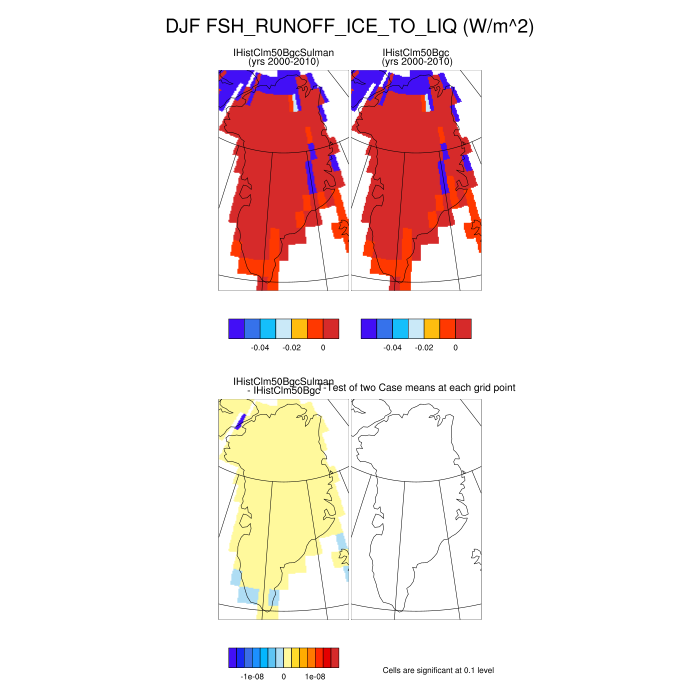 DJF FSH_RUNOFF_ICE_TO_LIQ (W/m^2)
IHistClm50BgcSulman
(yrs 2000-2010)
IHistClm50Bgc
(yrs 2000-2010)
-0.04 -0.02 0
-0.04 -0.02 0
IHistClm50BgcSulman
- IHistClm50Bgc
T-Test of two Case means at each grid point
-1e-08 0 1e-08
Cells are significant at 0.1 level